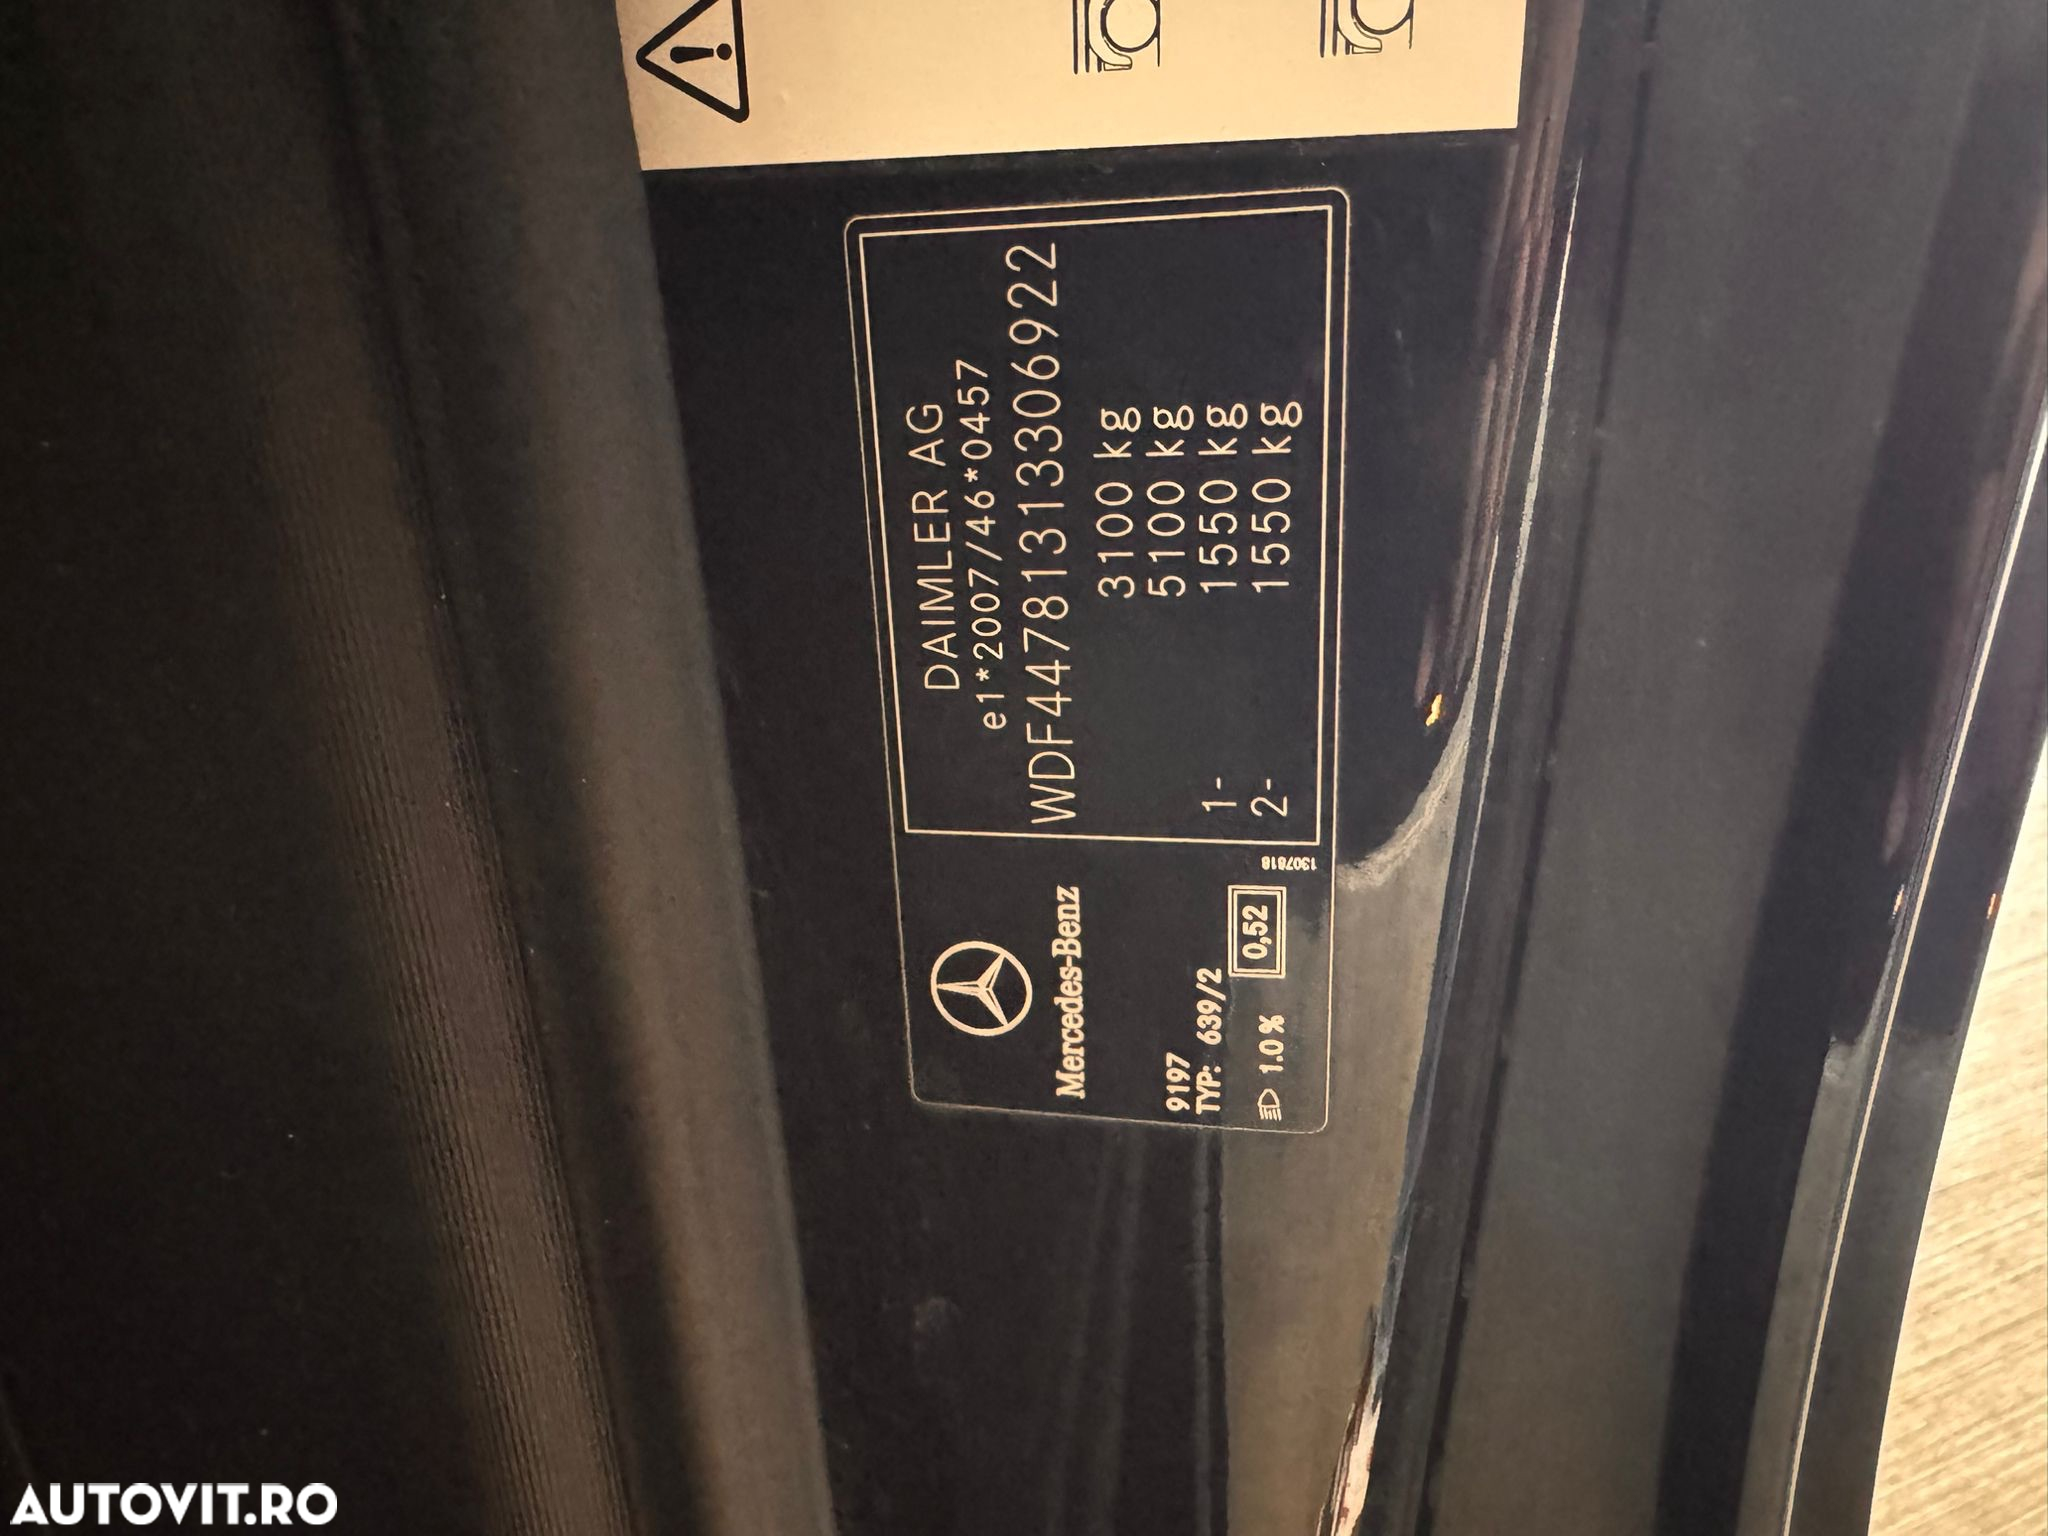 DAIMLER AG
e1*2007/46*0457
WDF44781313306922
3100 kg
5100 kg
1- 1550 kg
2- 1550 kg
Mercedes-Benz
9197
TYP: 639/2
1.0%
0,52
1307818
AUTOVIT.RO